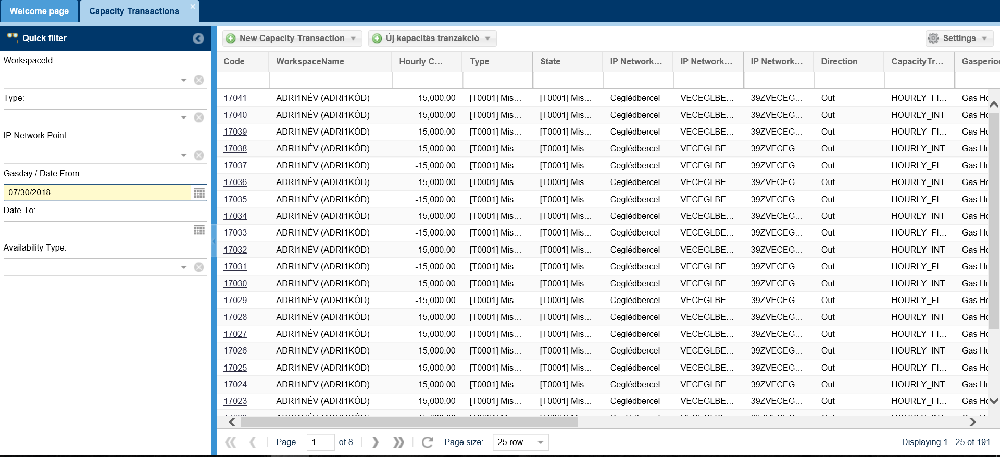 Welcome page
Capacity Transactions
Quick filter
WorkspaceId:
Type:
IP Network Point:
Gasday / Date From:
07/30/2018
Date To:
Availability Type:
New Capacity Transaction
Új kapacitás tranzakció
Settings
Code WorkspaceName Hourly C... Type State IP Network... IP Network... IP Network... Direction CapacityTr... Gasperiod
17041 ADRI1NÉV (ADRI1KÓD) -15,000.00 [T0001] Mis... [T0001] Mis... Ceglédbercel VECEGLBE... 39ZVECEG... Out HOURLY_FI... Gas Ho
17040 ADRI1NÉV (ADRI1KÓD) 15,000.00 [T0001] Mis... [T0001] Mis... Ceglédbercel VECEGLBE... 39ZVECEG... Out HOURLY_INT Gas Ho
17039 ADRI1NÉV (ADRI1KÓD) -15,000.00 [T0001] Mis... [T0001] Mis... Ceglédbercel VECEGLBE... 39ZVECEG... Out HOURLY_FI... Gas Ho
17038 ADRI1NÉV (ADRI1KÓD) 15,000.00 [T0001] Mis... [T0001] Mis... Ceglédbercel VECEGLBE... 39ZVECEG... Out HOURLY_INT Gas Ho
17037 ADRI1NÉV (ADRI1KÓD) -15,000.00 [T0001] Mis... [T0001] Mis... Ceglédbercel VECEGLBE... 39ZVECEG... Out HOURLY_FI... Gas Ho
17036 ADRI1NÉV (ADRI1KÓD) 15,000.00 [T0001] Mis... [T0001] Mis... Ceglédbercel VECEGLBE... 39ZVECEG... Out HOURLY_INT Gas Ho
17035 ADRI1NÉV (ADRI1KÓD) -15,000.00 [T0001] Mis... [T0001] Mis... Ceglédbercel VECEGLBE... 39ZVECEG... Out HOURLY_FI... Gas Ho
17034 ADRI1NÉV (ADRI1KÓD) 15,000.00 [T0001] Mis... [T0001] Mis... Ceglédbercel VECEGLBE... 39ZVECEG... Out HOURLY_INT Gas Ho
17033 ADRI1NÉV (ADRI1KÓD) -15,000.00 [T0001] Mis... [T0001] Mis... Ceglédbercel VECEGLBE... 39ZVECEG... Out HOURLY_FI... Gas Ho
17032 ADRI1NÉV (ADRI1KÓD) 15,000.00 [T0001] Mis... [T0001] Mis... Ceglédbercel VECEGLBE... 39ZVECEG... Out HOURLY_INT Gas Ho
17031 ADRI1NÉV (ADRI1KÓD) -15,000.00 [T0001] Mis... [T0001] Mis... Ceglédbercel VECEGLBE... 39ZVECEG... Out HOURLY_FI... Gas Ho
17030 ADRI1NÉV (ADRI1KÓD) 15,000.00 [T0001] Mis... [T0001] Mis... Ceglédbercel VECEGLBE... 39ZVECEG... Out HOURLY_INT Gas Ho
17029 ADRI1NÉV (ADRI1KÓD) -15,000.00 [T0001] Mis... [T0001] Mis... Ceglédbercel VECEGLBE... 39ZVECEG... Out HOURLY_FI... Gas Ho
17028 ADRI1NÉV (ADRI1KÓD) 15,000.00 [T0001] Mis... [T0001] Mis... Ceglédbercel VECEGLBE... 39ZVECEG... Out HOURLY_INT Gas Ho
17027 ADRI1NÉV (ADRI1KÓD) -15,000.00 [T0001] Mis... [T0001] Mis... Ceglédbercel VECEGLBE... 39ZVECEG... Out HOURLY_FI... Gas Ho
17026 ADRI1NÉV (ADRI1KÓD) 15,000.00 [T0001] Mis... [T0001] Mis... Ceglédbercel VECEGLBE... 39ZVECEG... Out HOURLY_INT Gas Ho
17025 ADRI1NÉV (ADRI1KÓD) -15,000.00 [T0001] Mis... [T0001] Mis... Ceglédbercel VECEGLBE... 39ZVECEG... Out HOURLY_FI... Gas Ho
17024 ADRI1NÉV (ADRI1KÓD) 15,000.00 [T0001] Mis... [T0001] Mis... Ceglédbercel VECEGLBE... 39ZVECEG... Out HOURLY_INT Gas Ho
17023 ADRI1NÉV (ADRI1KÓD) -15,000.00 [T0001] Mis... [T0001] Mis... Ceglédbercel VECEGLBE... 39ZVECEG... Out HOURLY_FI... Gas Ho
Page 1 of 8 Page size: 25 row Displaying 1 - 25 of 191